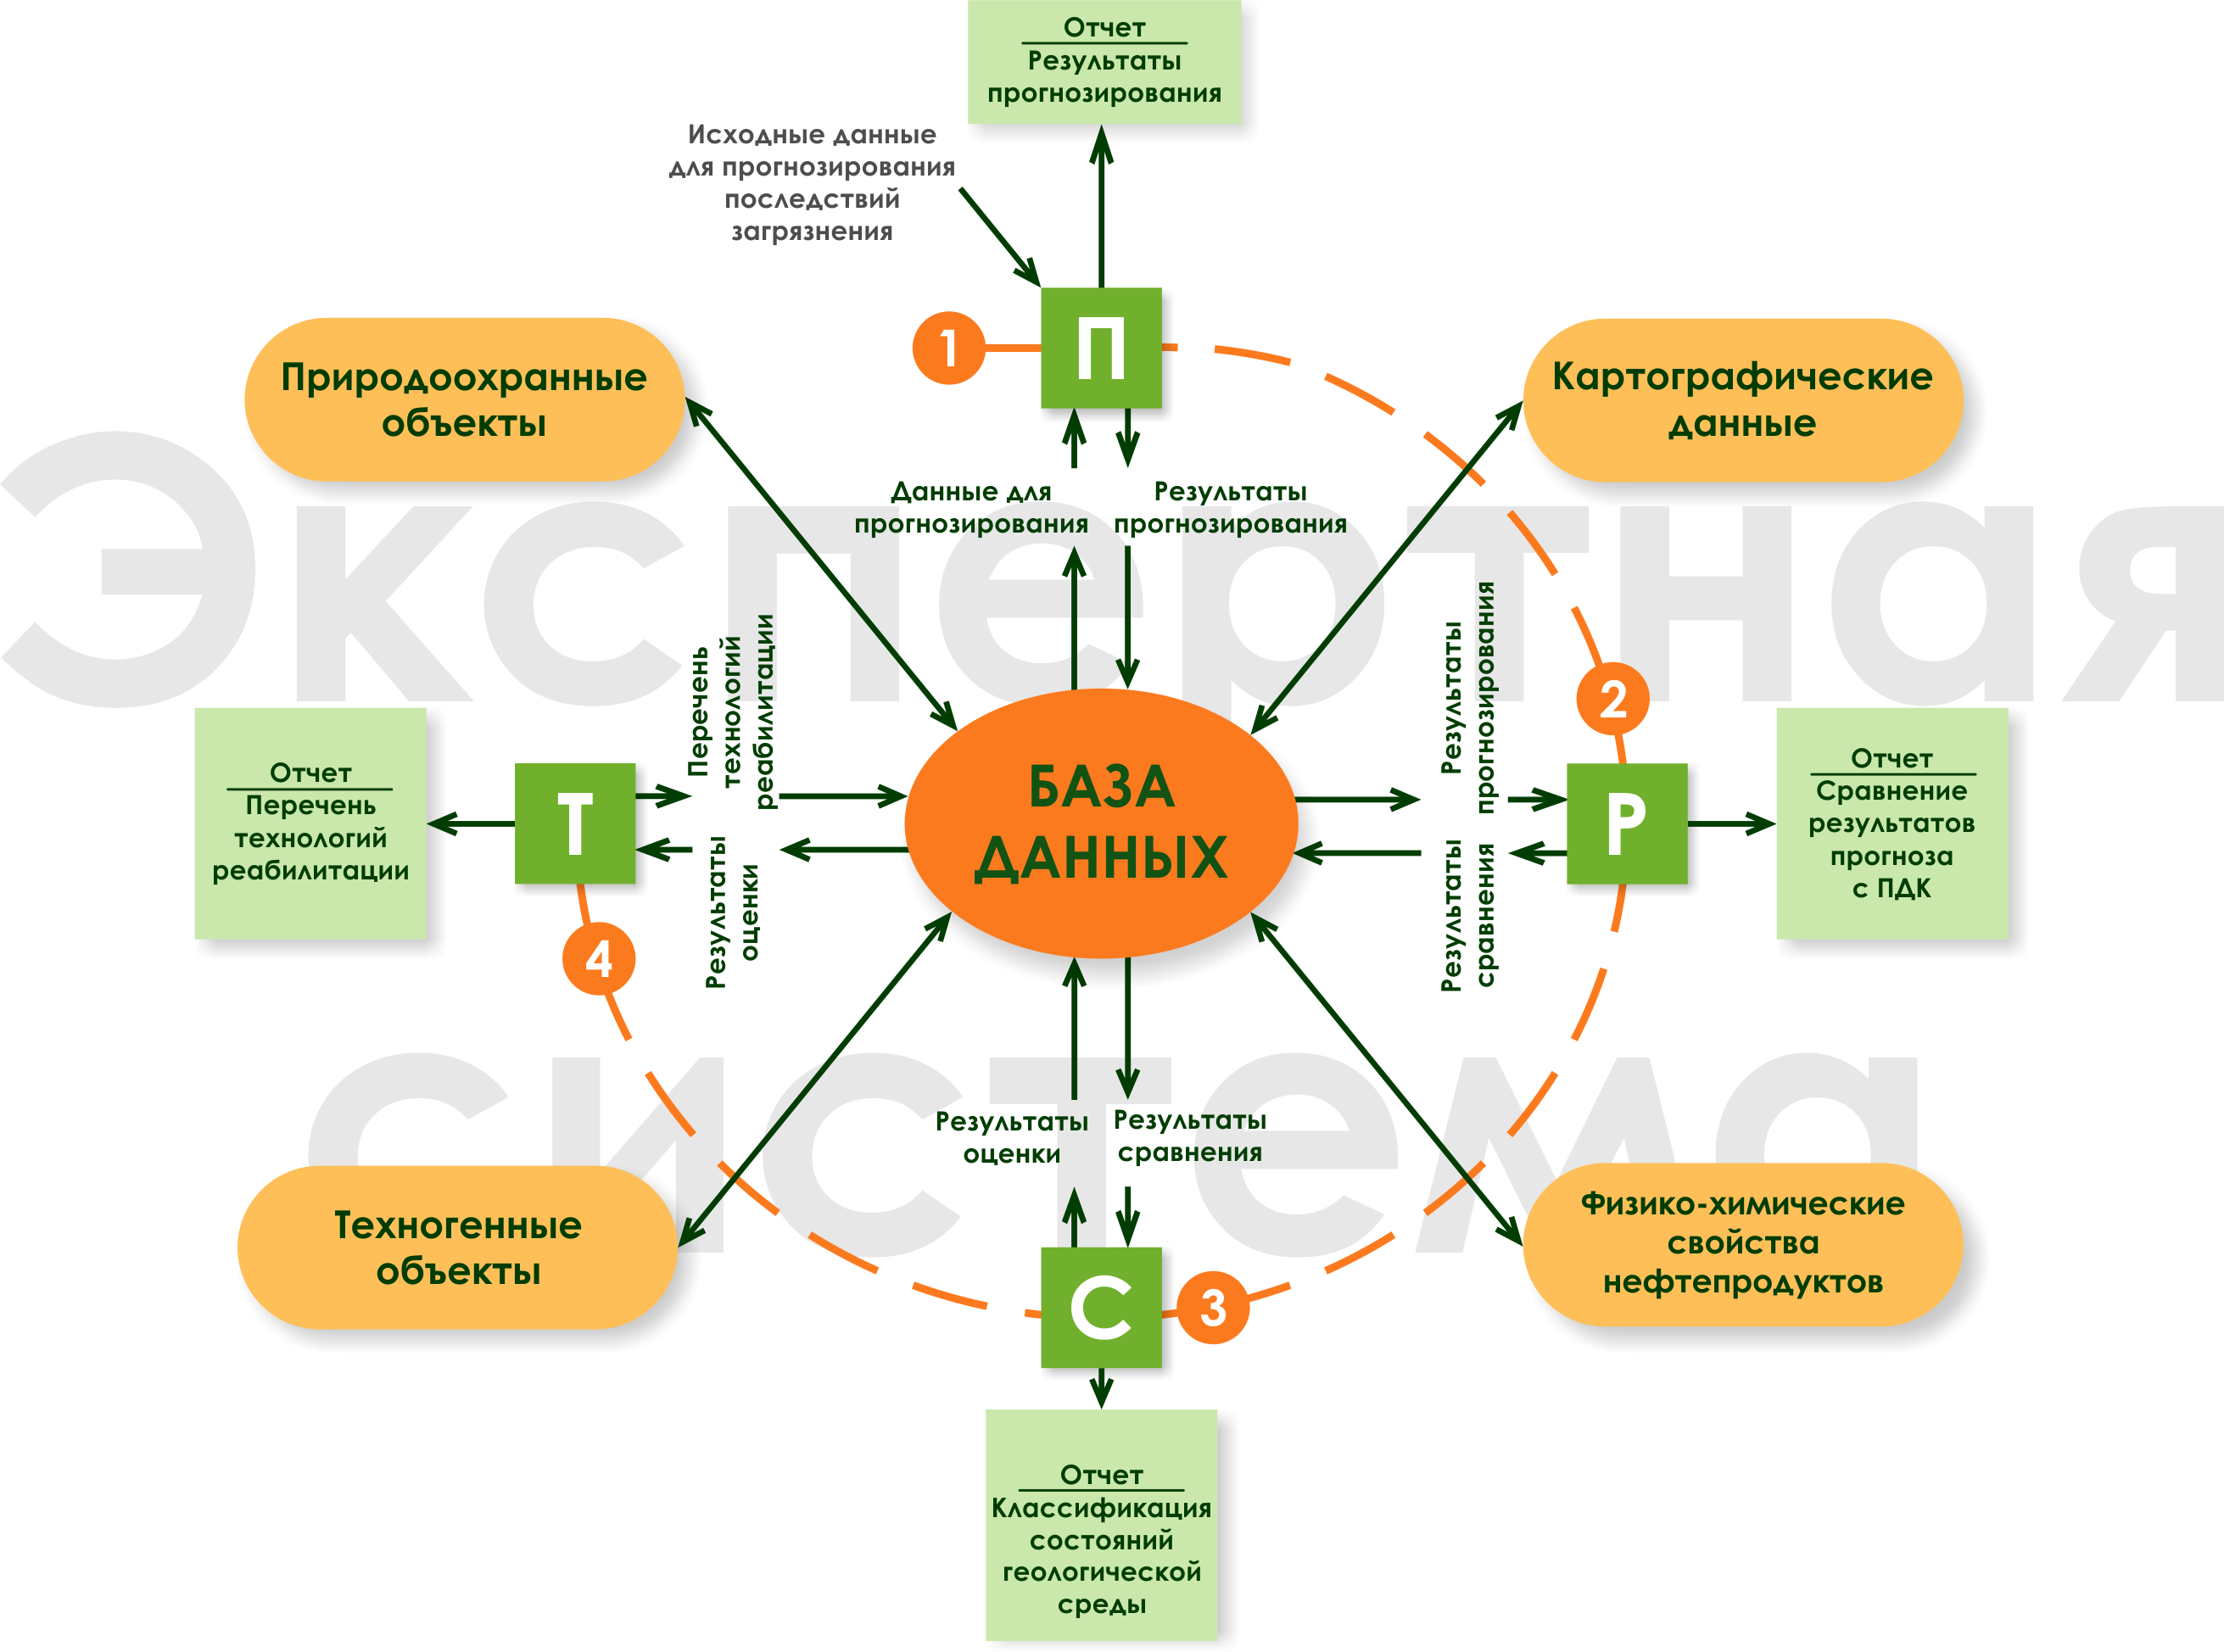 Отчет
Результаты
прогнозирования
Исходные данные
для прогнозирования
последствий
загрязнения
1
П
Природоохранные
объекты
Картографические
данные
Данные для
прогнозирования
Результаты
прогнозирования
Экспертная
система
Перечень
технологий
реабилитации
Результаты
прогнозирования
2
Отчет
Перечень
технологий
реабилитации
Т
БАЗА
ДАННЫХ
Р
Отчет
Сравнение
результатов
прогноза
с ПДК
Результаты
оценки
Результаты
сравнения
4
Результаты
оценки
Результаты
сравнения
Техногенные
объекты
Физико-химические
свойства
нефтепродуктов
С
3
Отчет
Классификация
состояний
геологической
среды